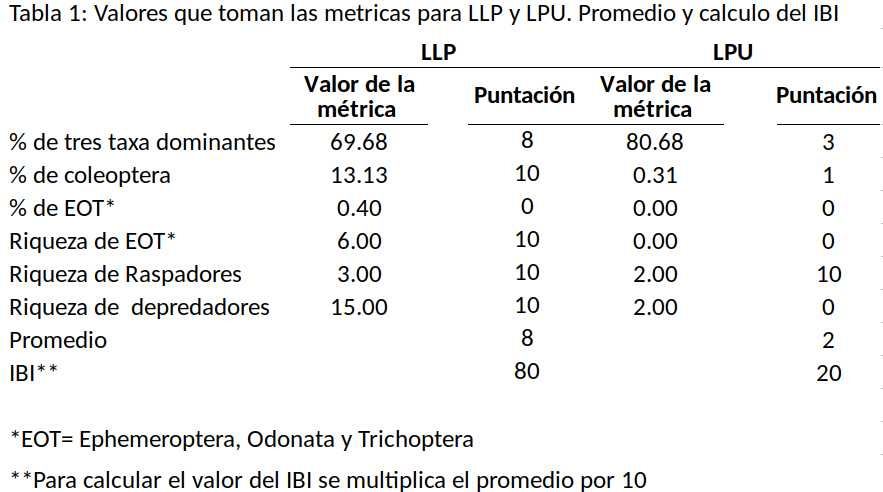 Tabla 1: Valores que toman las metricas para LLP y LPU. Promedio y calculo del IBI
LLP LPU
Valor de la métrica Puntación Valor de la métrica Puntación
% de tres taxa dominantes 69.68 8 80.68 3
% de coleoptera 13.13 10 0.31 1
% de EOT* 0.40 0 0.00 0
Riqueza de EOT* 6.00 10 0.00 0
Riqueza de Raspadores 3.00 10 2.00 10
Riqueza de depredadores 15.00 10 2.00 0
Promedio 8 2
IBI** 80 20
*EOT= Ephemeroptera, Odonata y Trichoptera
**Para calcular el valor del IBI se multiplica el promedio por 10